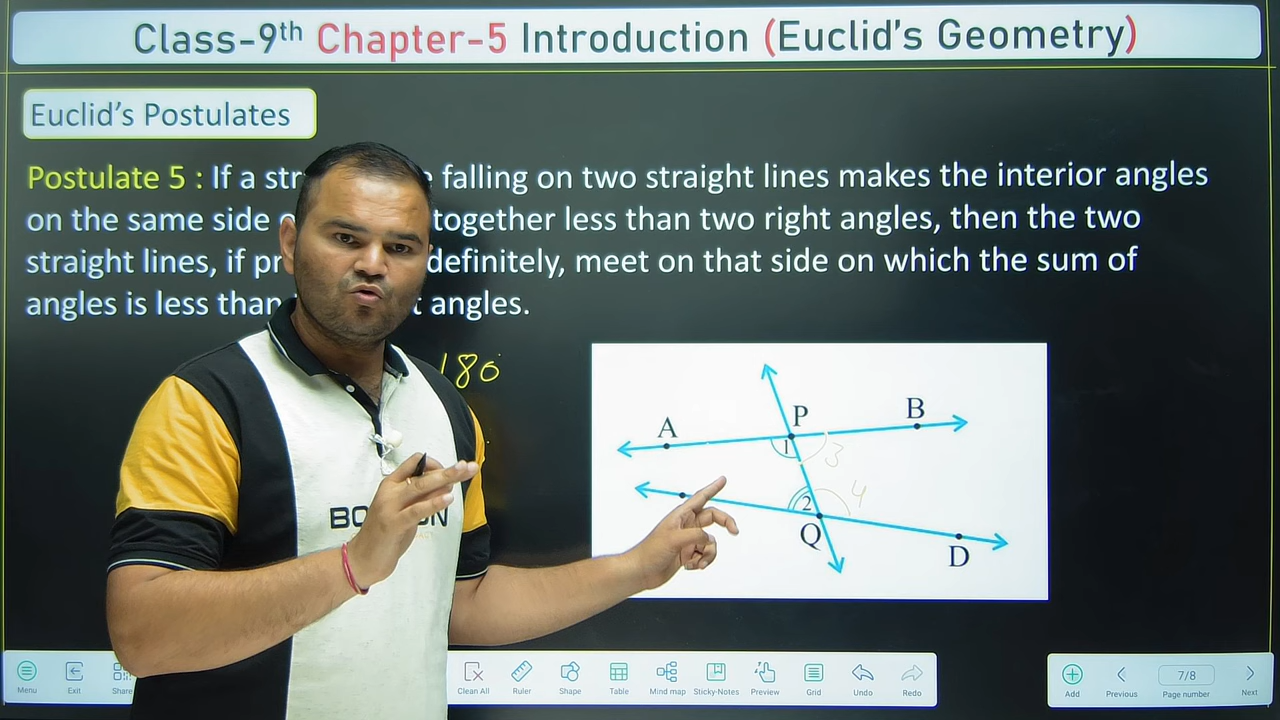 Class-9th Chapter-5 Introduction (Euclid's Geometry)
Euclid's Postulates
Postulate 5 : If a falling on two straight lines makes the interior angles
on the same side together less than two right angles, then the two
straight lines, if meet on that side on which the sum of
angles is less than angles.
180°
A P B
1 3
2 4
Q D
Menu Exit Share Clean All Ruler Shape Table Mind map Sticky-Notes Preview Grid Undo Redo Add Previous 7/8 Page number Next